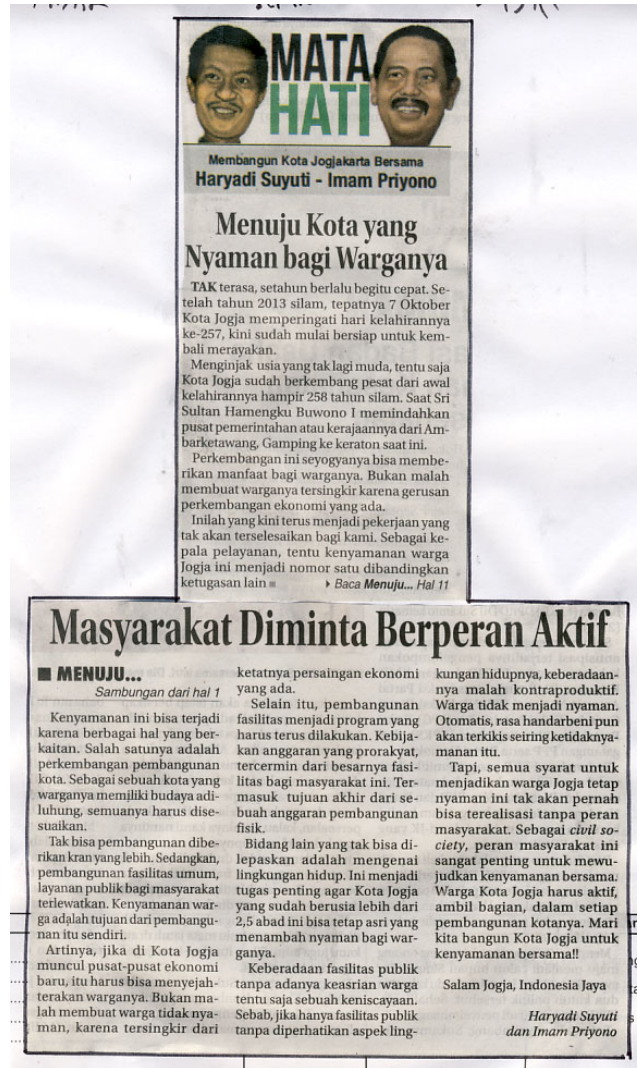 MATA
HATI
Membangun Kota Jogjakarta Bersama
Haryadi Suyuti - Imam Priyono
Menuju Kota yang
Nyaman bagi Warganya
TAK terasa, setahun berlalu begitu cepat. Se-
telah tahun 2013 silam, tepatnya 7 Oktober
Kota Jogja memperingati hari kelahirannya
ke-257, kini sudah mulai bersiap untuk kem-
bali merayakan.
Menginjak usia yang tak lagi muda, tentu saja
Kota Jogja sudah berkembang pesat dari awal
kelahirannya hampir 258 tahun silam. Saat Sri
Sultan Hamengku Buwono I memindahkan
pusat pemerintahan atau kerajaannya dari Am-
barketawang, Gamping ke keraton saat ini.
Perkembangan ini seyogyanya bisa membe-
rikan manfaat bagi warganya. Bukan malah
membuat warganya tersingkir karena gerusan
perkembangan ekonomi yang ada.
Inilah yang kini terus menjadi pekerjaan yang
tak akan terselesaikan bagi kami. Sebagai ke-
pala pelayanan, tentu kenyamanan warga
Jogja ini menjadi nomor satu dibandingkan
ketugasan lain
Baca Menuju... Hal 11
Masyarakat Diminta Berperan Aktif
MENUJU...
Sambungan dari hal 1
Kenyamanan ini bisa terjadi
karena berbagai hal yang ber-
kaitan. Salah satunya adalah
perkembangan pembangunan
kota. Sebagai sebuah kota yang
warganya memliki budaya adi-
luhung, semuanya harus dise-
suaikan.
Tak bisa pembangunan dibe-
rikan kran yang lebih. Sedangkan,
pembangunan fasilitas umum,
layanan publik bagi masyarakat
terlewatkan. Kenyamanan war-
ga adalah tujuan dari pembangu-
nan itu sendiri.
Artinya, jika di Kota Jogja
muncul pusat-pusat ekonomi
baru, itu harus bisa menyejah-
terakan warganya. Bukan ma-
lah membuat warga tidak nya-
man, karena tersingkir dari
ketatnya persaingan ekonomi
yang ada.
Selain itu, pembangunan
fasilitas menjadi program yang
harus terus dilakukan. Kebija-
kan anggaran yang prorakyat,
tercermin dari besarnya fasi-
litas bagi masyarakat ini. Ter-
masuk tujuan akhir dari se-
buah anggaran pembangunan
fisik.
Bidang lain yang tak bisa di-
lepaskan adalah mengenai
lingkungan hidup. Ini menjadi
tugas penting agar Kota Jogja
yang sudah berusia lebih dari
2,5 abad ini bisa tetap asri yang
menambah nyaman bagi war-
ganya.
Keberadaan fasilitas publik
tanpa adanya keasrian warga
tentu saja sebuah keniscayaan.
Sebab, jika hanya fasilitas publik
tanpa diperhatikan aspek ling-
kungan hidupnya, keberadaan-
nya malah kontraproduktif.
Warga tidak menjadi nyaman.
Otomatis, rasa handarbeni pun
akan terkikis seiring ketidaknya-
manan itu.
Tapi, semua syarat untuk
menjadikan warga Jogja tetap
nyaman ini tak akan pernah
bisa terealisasi tanpa peran
masyarakat. Sebagai civil so-
ciety, peran masyarakat ini
sangat penting untuk mewu-
judkan kenyamanan bersama.
Warga Kota Jogja harus aktif,
ambil bagian, dalam setiap
pembangunan kotanya. Mari
kita bangun Kota Jogja untuk
kenyamanan bersama!!
Salam Jogja, Indonesia Jaya
Haryadi Suyuti
dan Imam Priyono